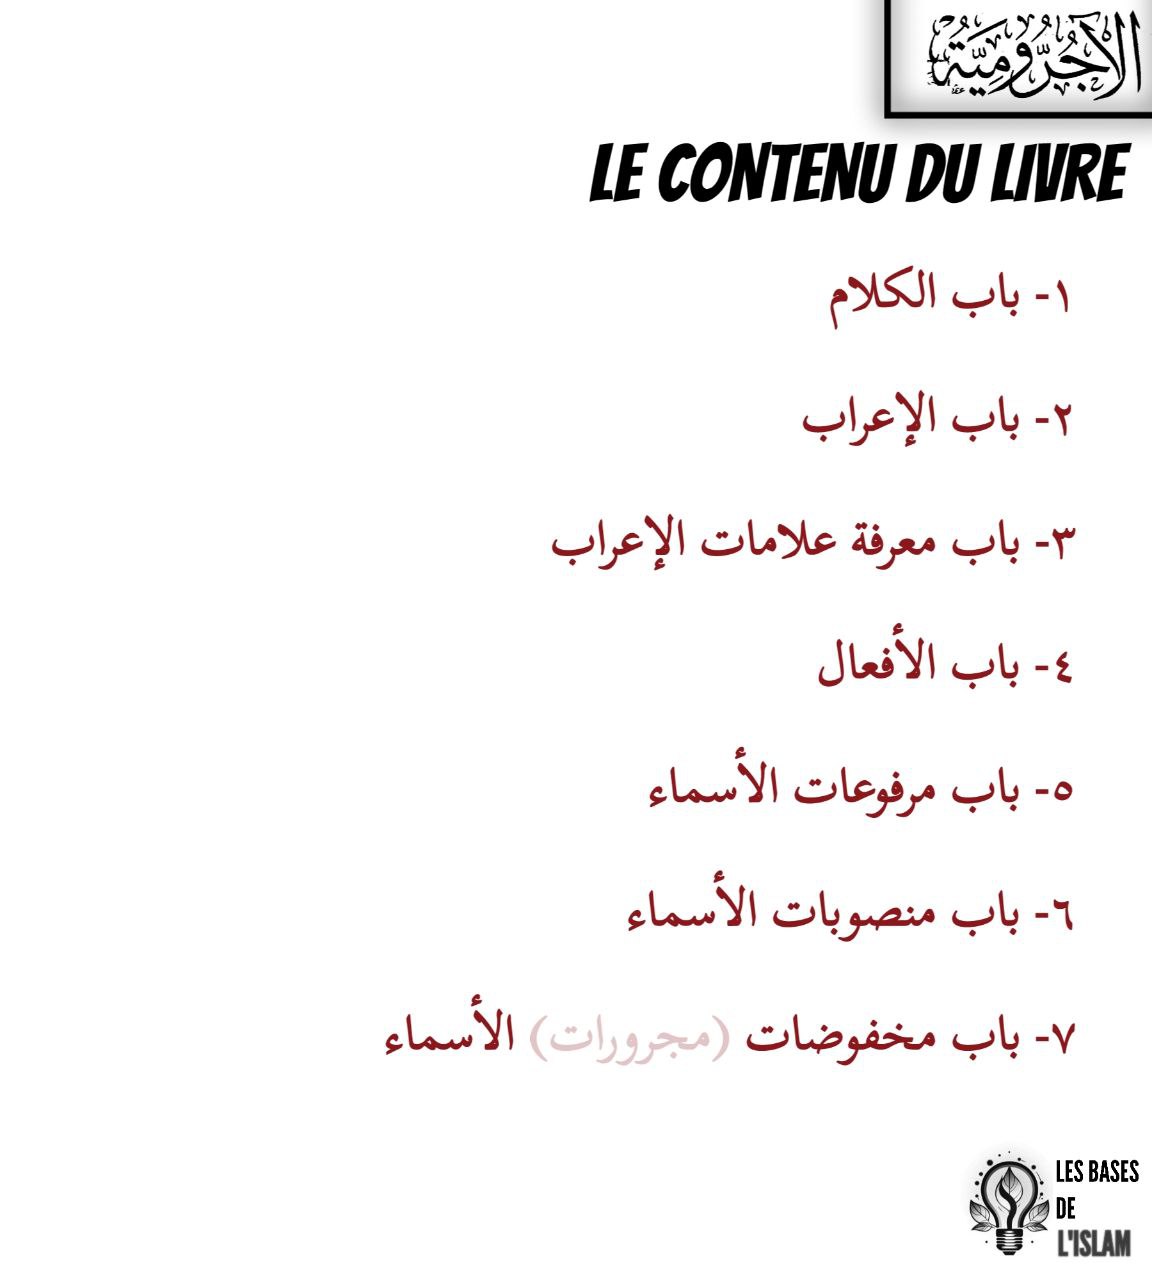 الآجُرُّومِيَّة
LE CONTENU DU LIVRE
١- باب الكلام
٢- باب الإعراب
٣- باب معرفة علامات الإعراب
٤- باب الأفعال
٥- باب مرفوعات الأسماء
٦- باب منصوبات الأسماء
٧- باب مخفوضات (مجرورات) الأسماء
LES BASES
DE
L'ISLAM